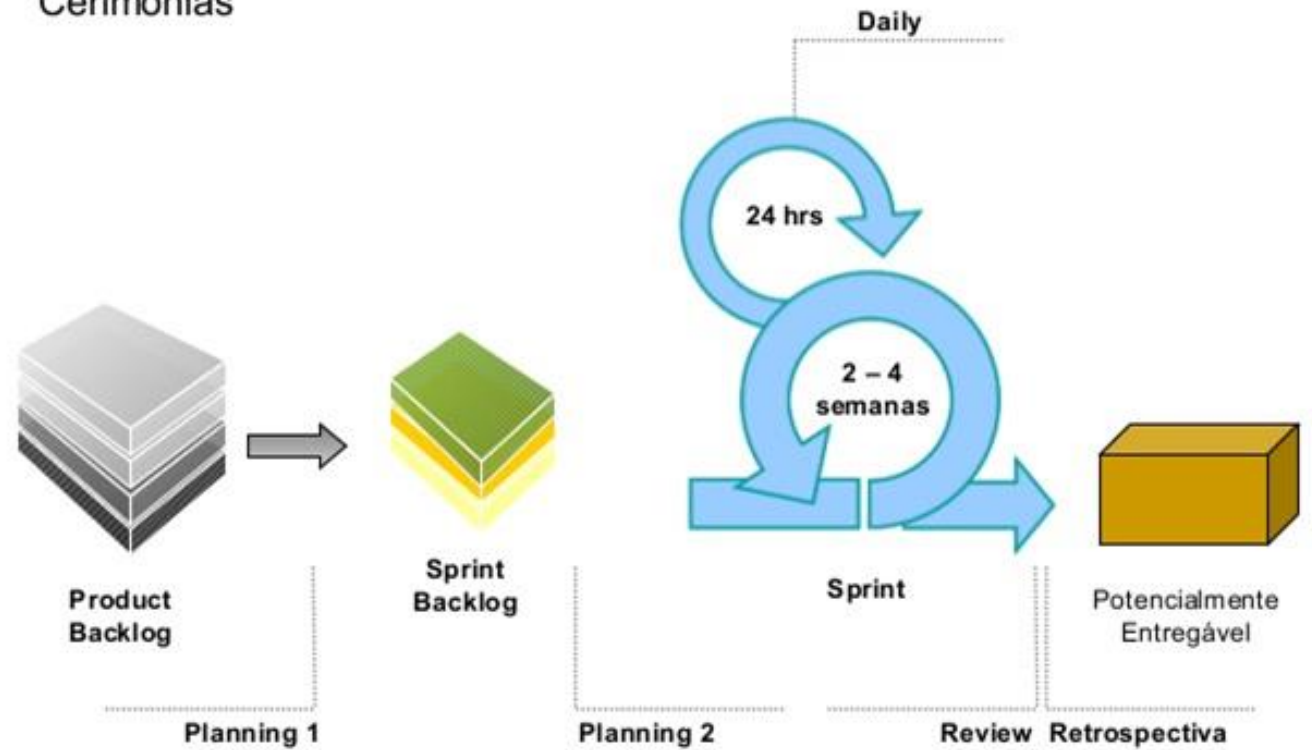 Cerimônias
Daily
24 hrs
2 – 4
semanas
Product
Backlog
Sprint
Backlog
Sprint
Potencialmente
Entregável
Planning 1
Planning 2
Review
Retrospectiva